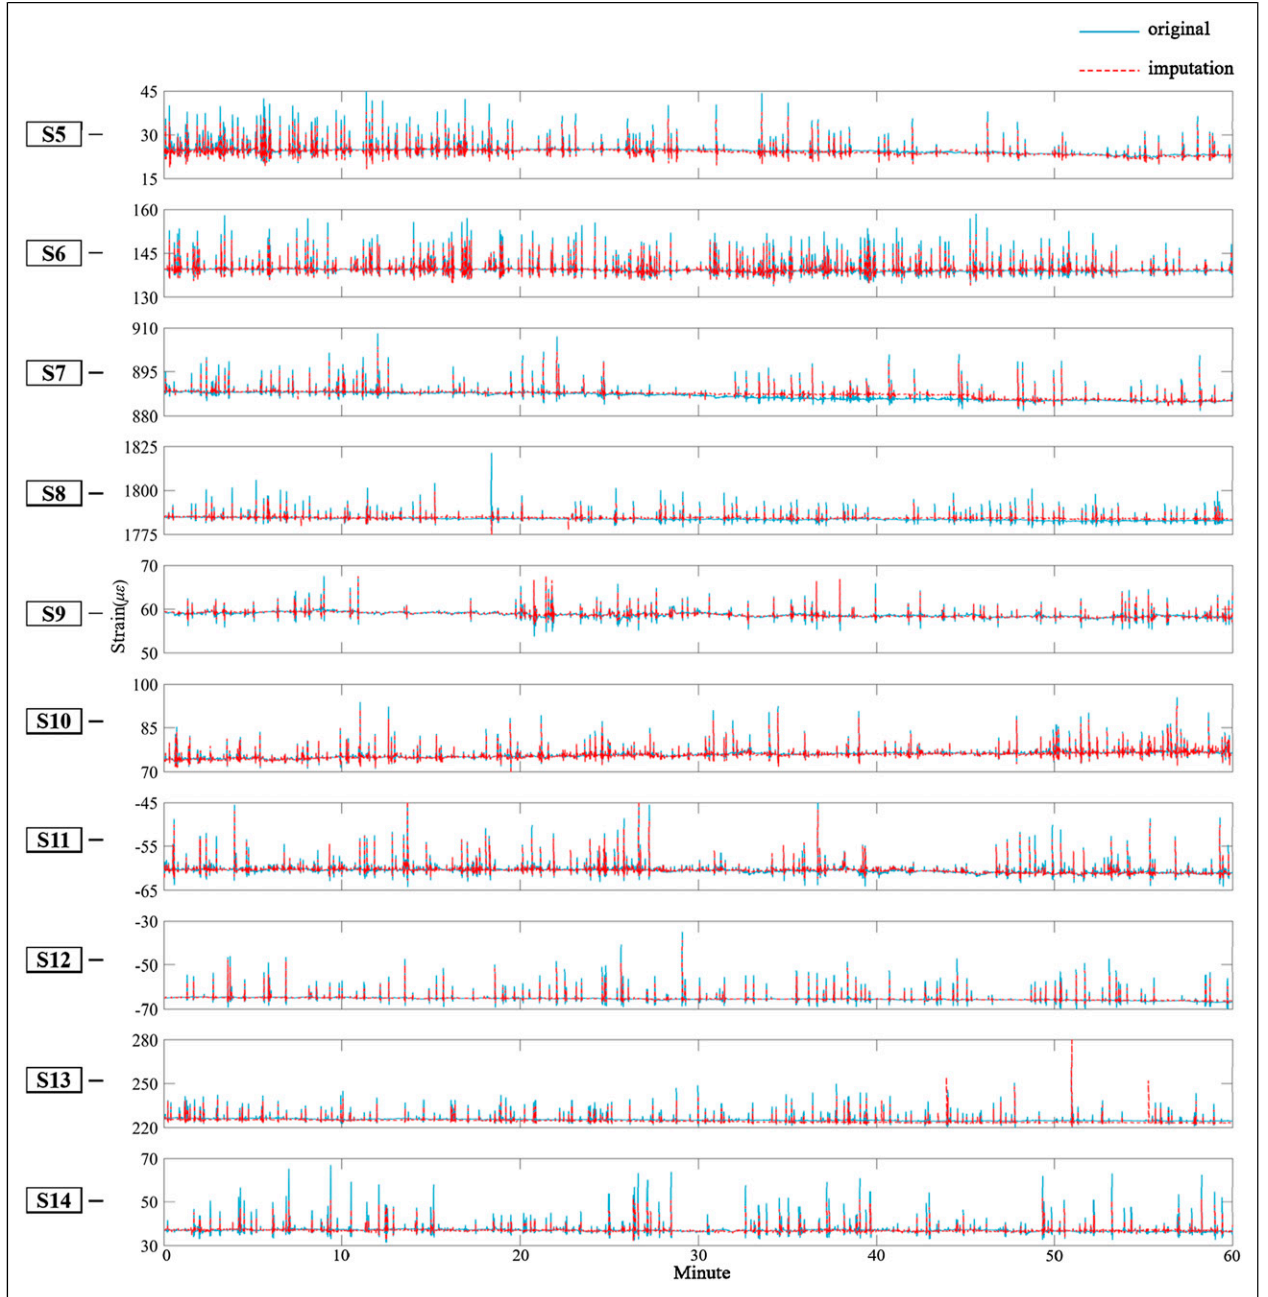 original
imputation
S5
45
30
15
S6
160
145
130
S7
910
895
880
S8
1825
1800
1775
S9
70
60
50
Strain(με)
S10
100
85
70
S11
-45
-55
-65
S12
-30
-50
-70
S13
280
250
220
S14
70
50
30
0 10 20 30 40 50 60
Minute